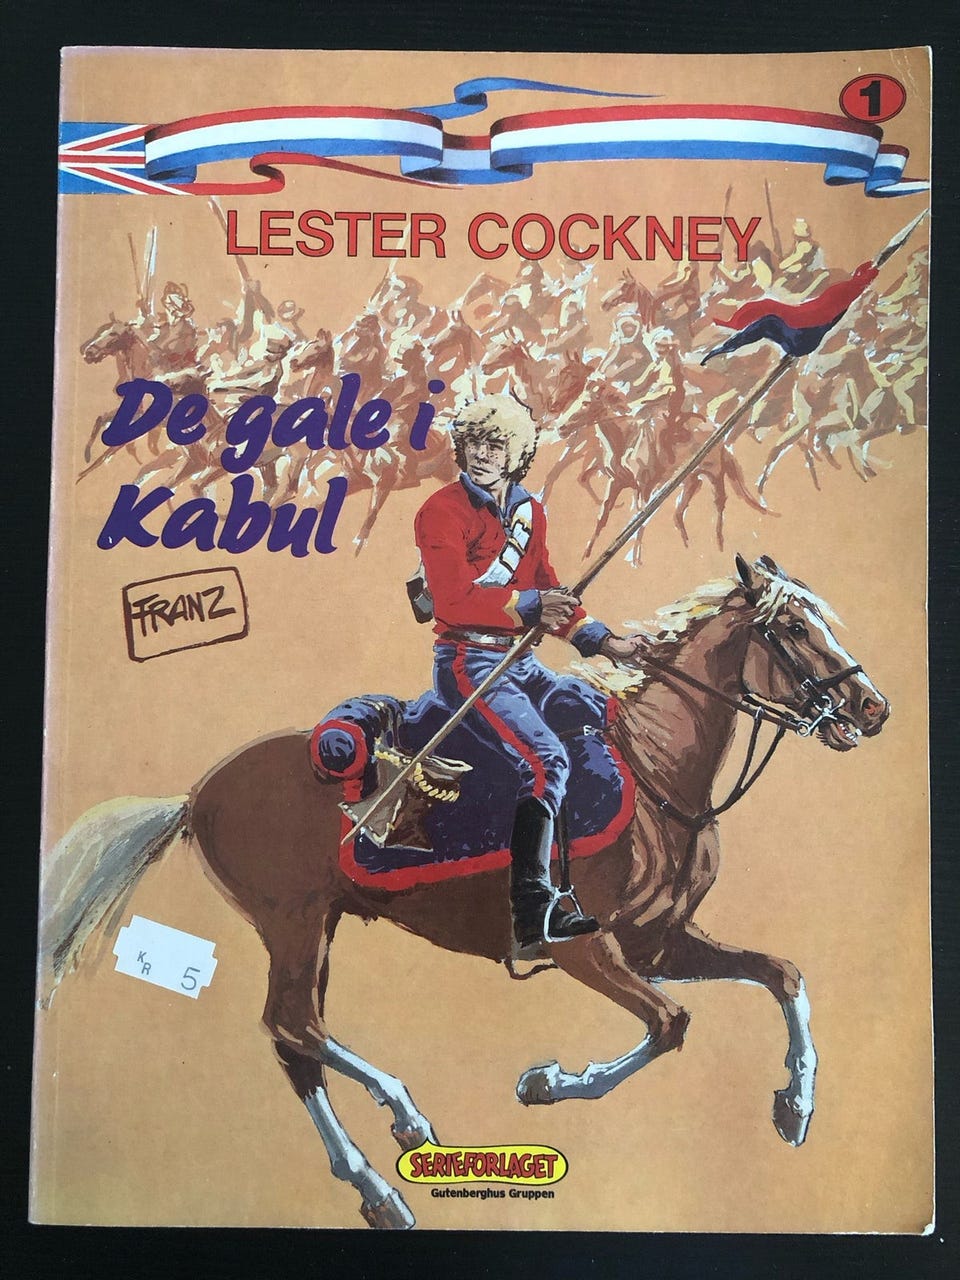 1
LESTER COCKNEY
De gale i
Kabul
FRANZ
KR 5
SERIEFORLAGET
Gutenberghus Gruppen